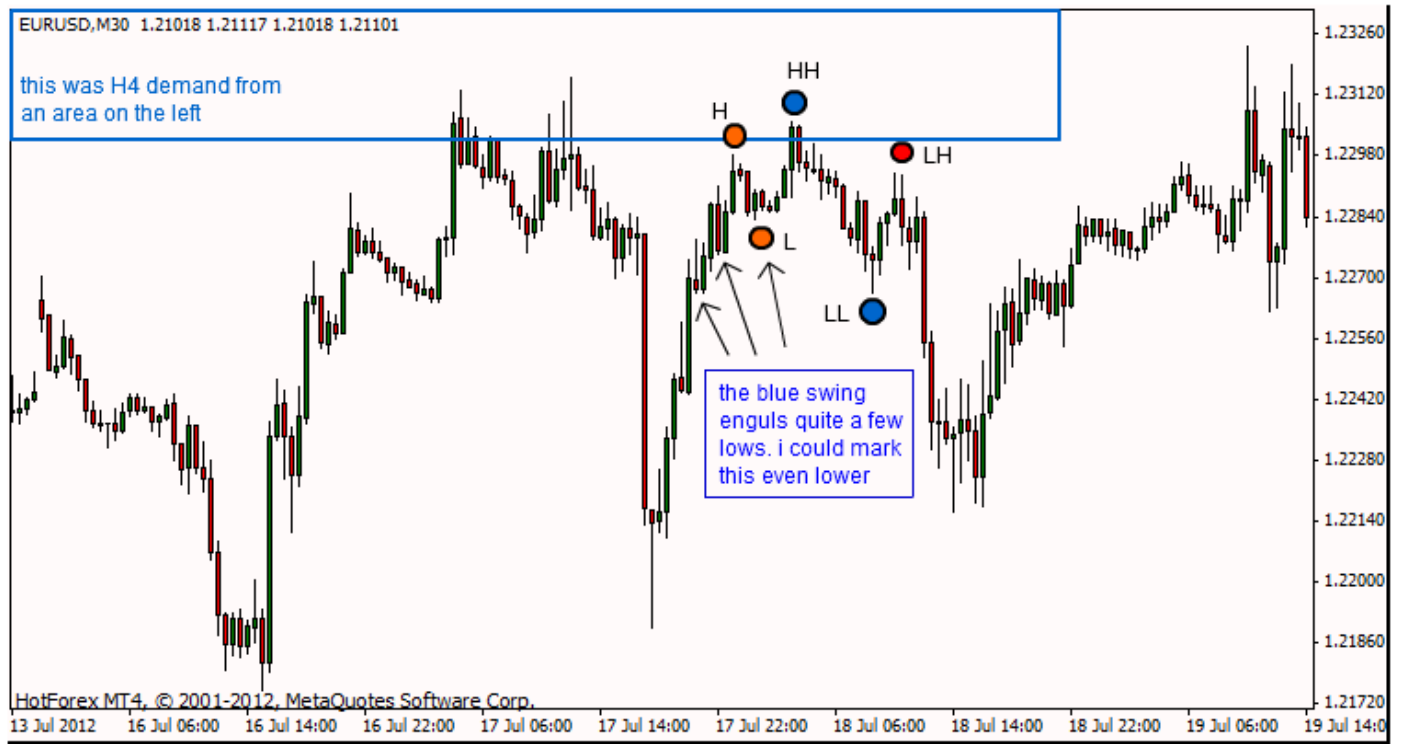 EURUSD,M30 1.21018 1.21117 1.21018 1.21101
this was H4 demand from
an area on the left
HH
H
LH
L
LL
the blue swing
enguls quite a few
lows. i could mark
this even lower
1.23260
1.23120
1.22980
1.22840
1.22700
1.22560
1.22420
1.22280
1.22140
1.22000
1.21860
1.21720
HotForex MT4, © 2001-2012, MetaQuotes Software Corp.
13 Jul 2012 16 Jul 06:00 16 Jul 14:00 16 Jul 22:00 17 Jul 06:00 17 Jul 14:00 17 Jul 22:00 18 Jul 06:00 18 Jul 14:00 18 Jul 22:00 19 Jul 06:00 19 Jul 14:0